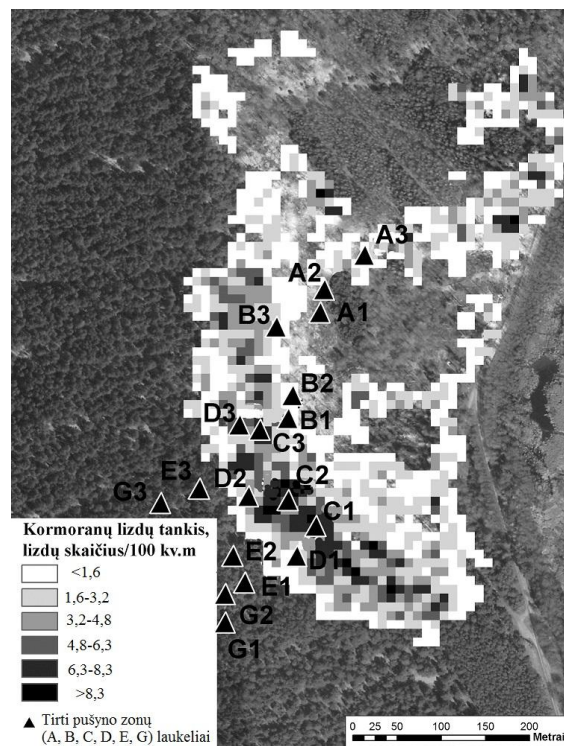 A3
A2
A1
B3
B2
B1
D3
C3
E3
D2
C2
G3
C1
E2
D1
E1
G2
G1
Kormoranų lizdų tankis,
lizdų skaičius/100 kv.m
<1,6
1,6-3,2
3,2-4,8
4,8-6,3
6,3-8,3
>8,3
Tirti pušyno zonų
(A, B, C, D, E, G) laukeliai
0 25 50 100 150 200
Metrai